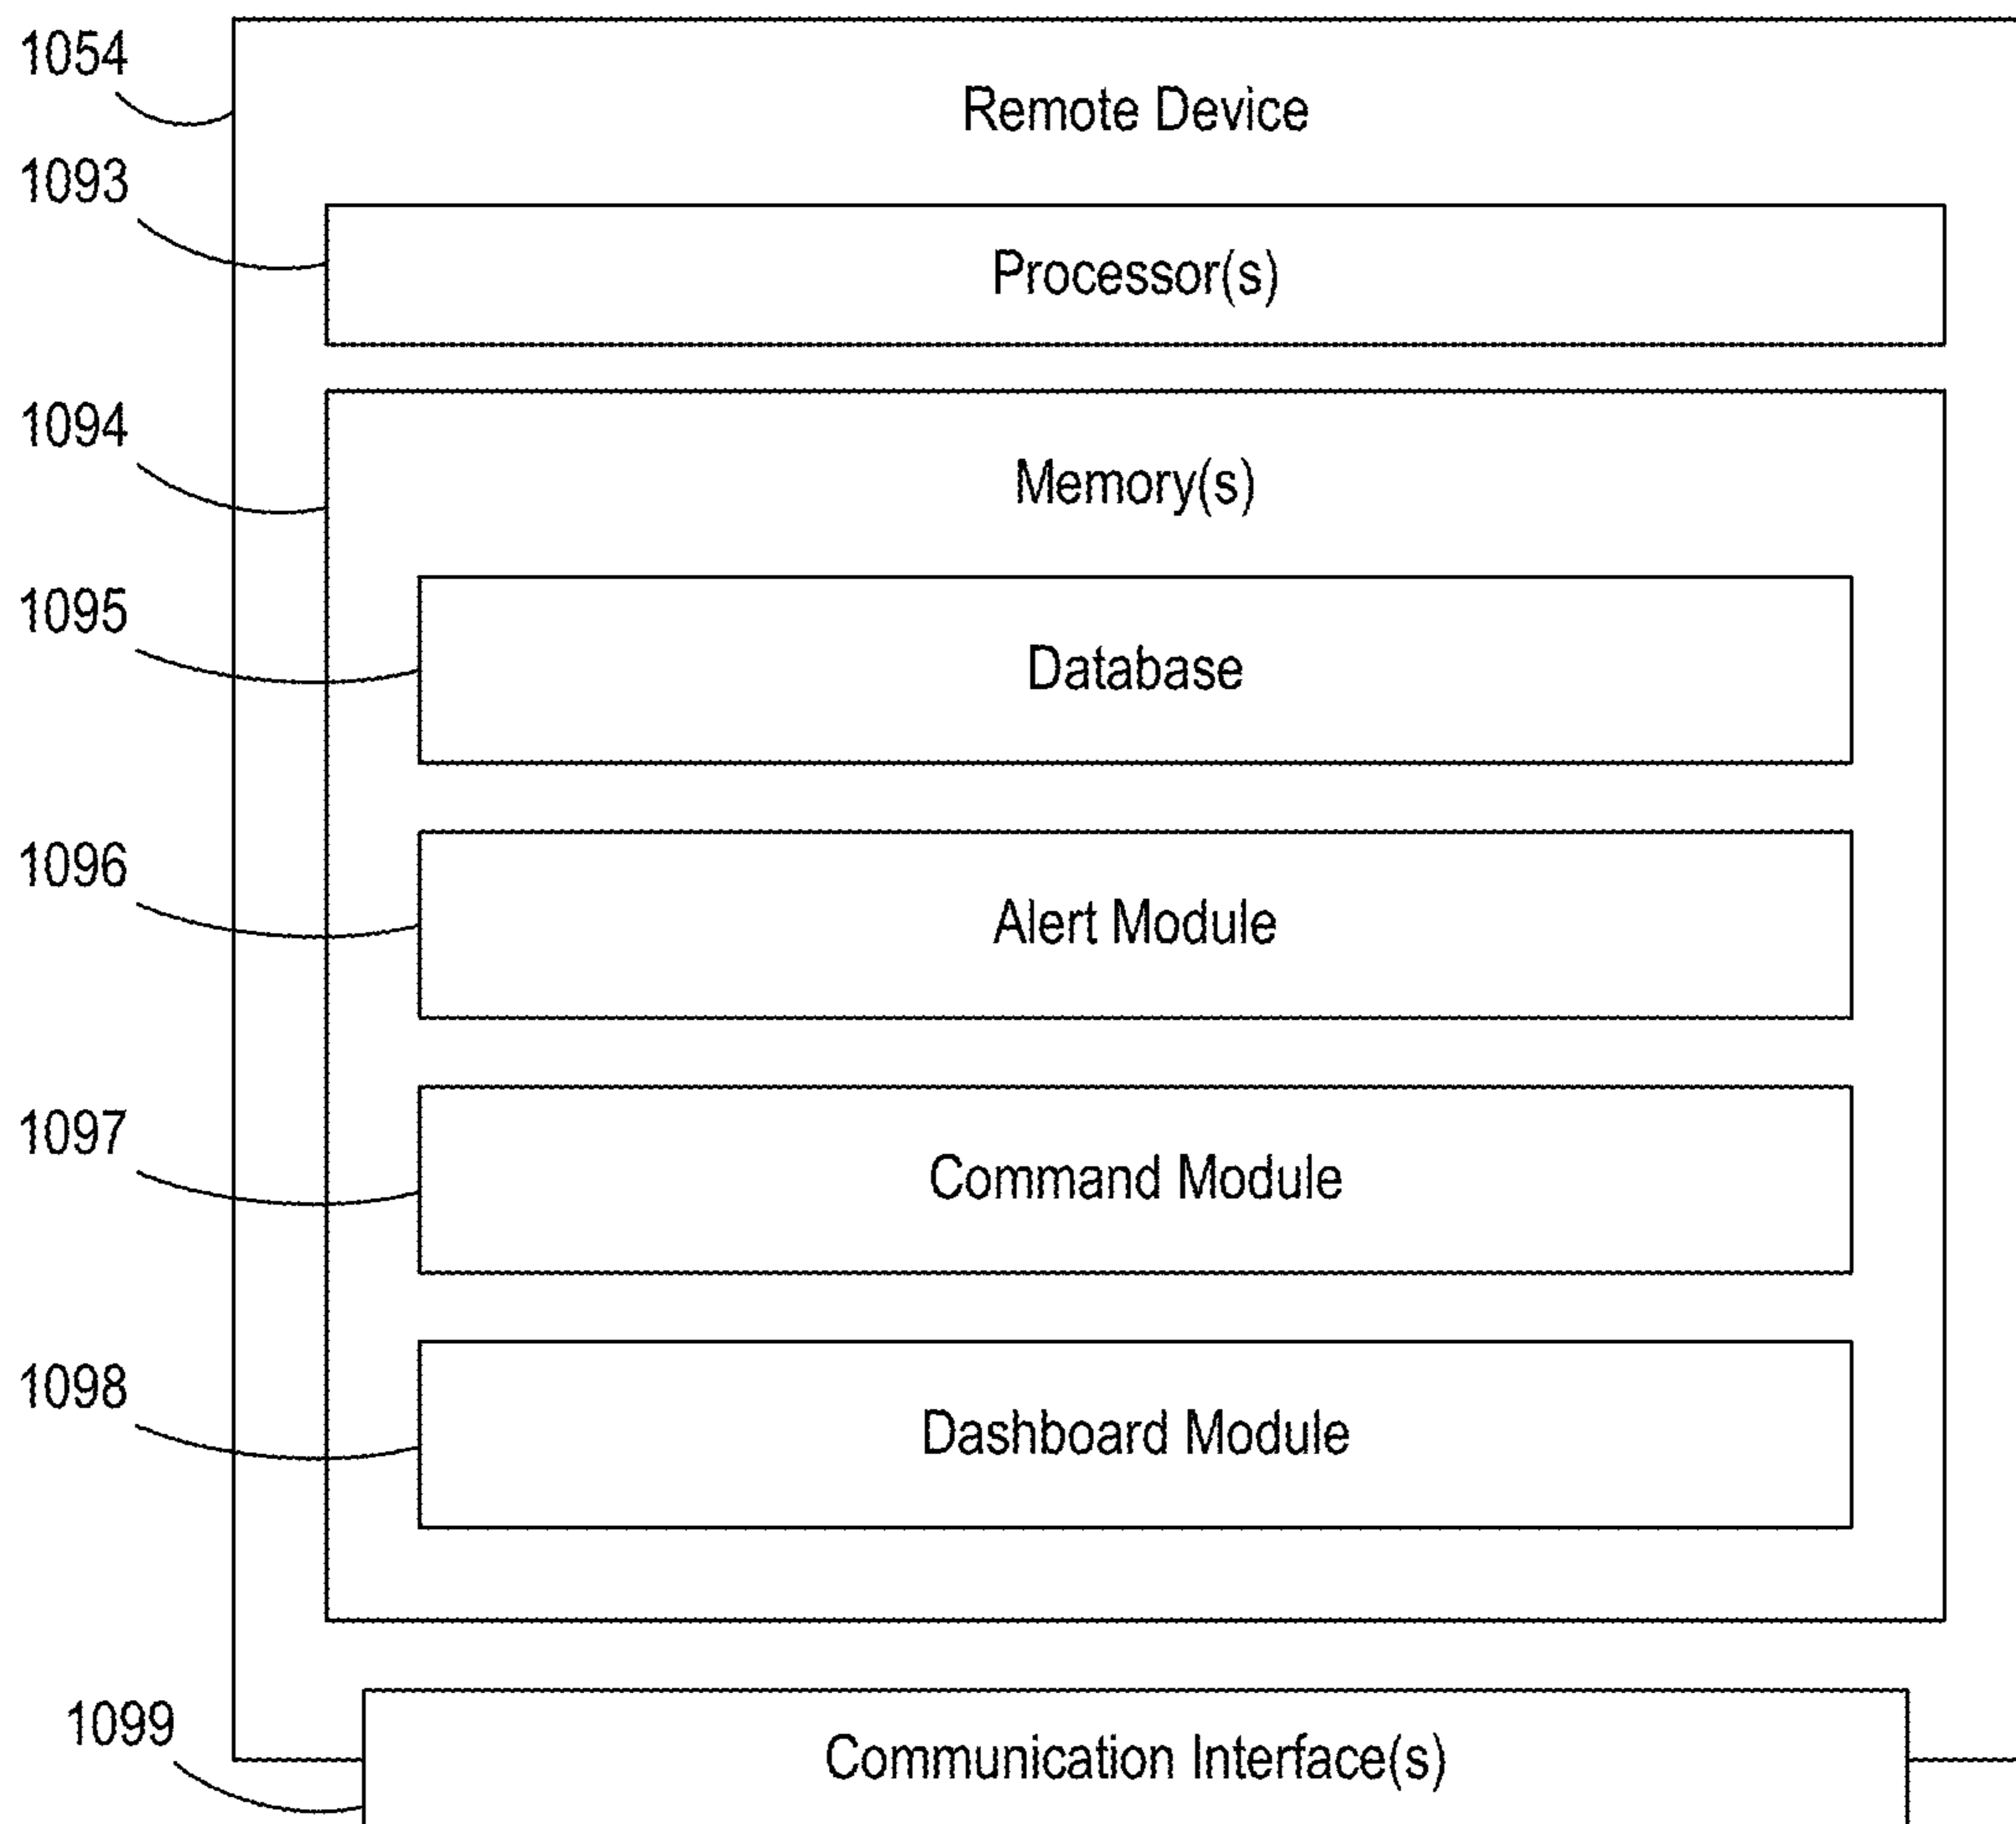 1054
Remote Device
1093
Processor(s)
1094
Memory(s)
1095
Database
1096
Alert Module
1097
Command Module
1098
Dashboard Module
1099
Communication Interface(s)